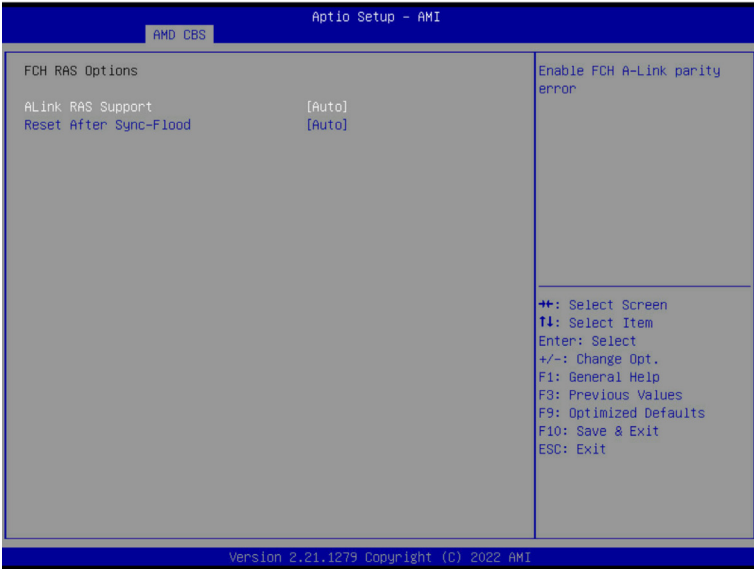 Aptio Setup - AMI
AMD CBS
FCH RAS Options
ALink RAS Support [Auto]
Reset After Sync-Flood [Auto]
Enable FCH A-Link parity
error
→←: Select Screen
↑↓: Select Item
Enter: Select
+/-: Change Opt.
F1: General Help
F3: Previous Values
F9: Optimized Defaults
F10: Save & Exit
ESC: Exit
Version 2.21.1279 Copyright (C) 2022 AMI